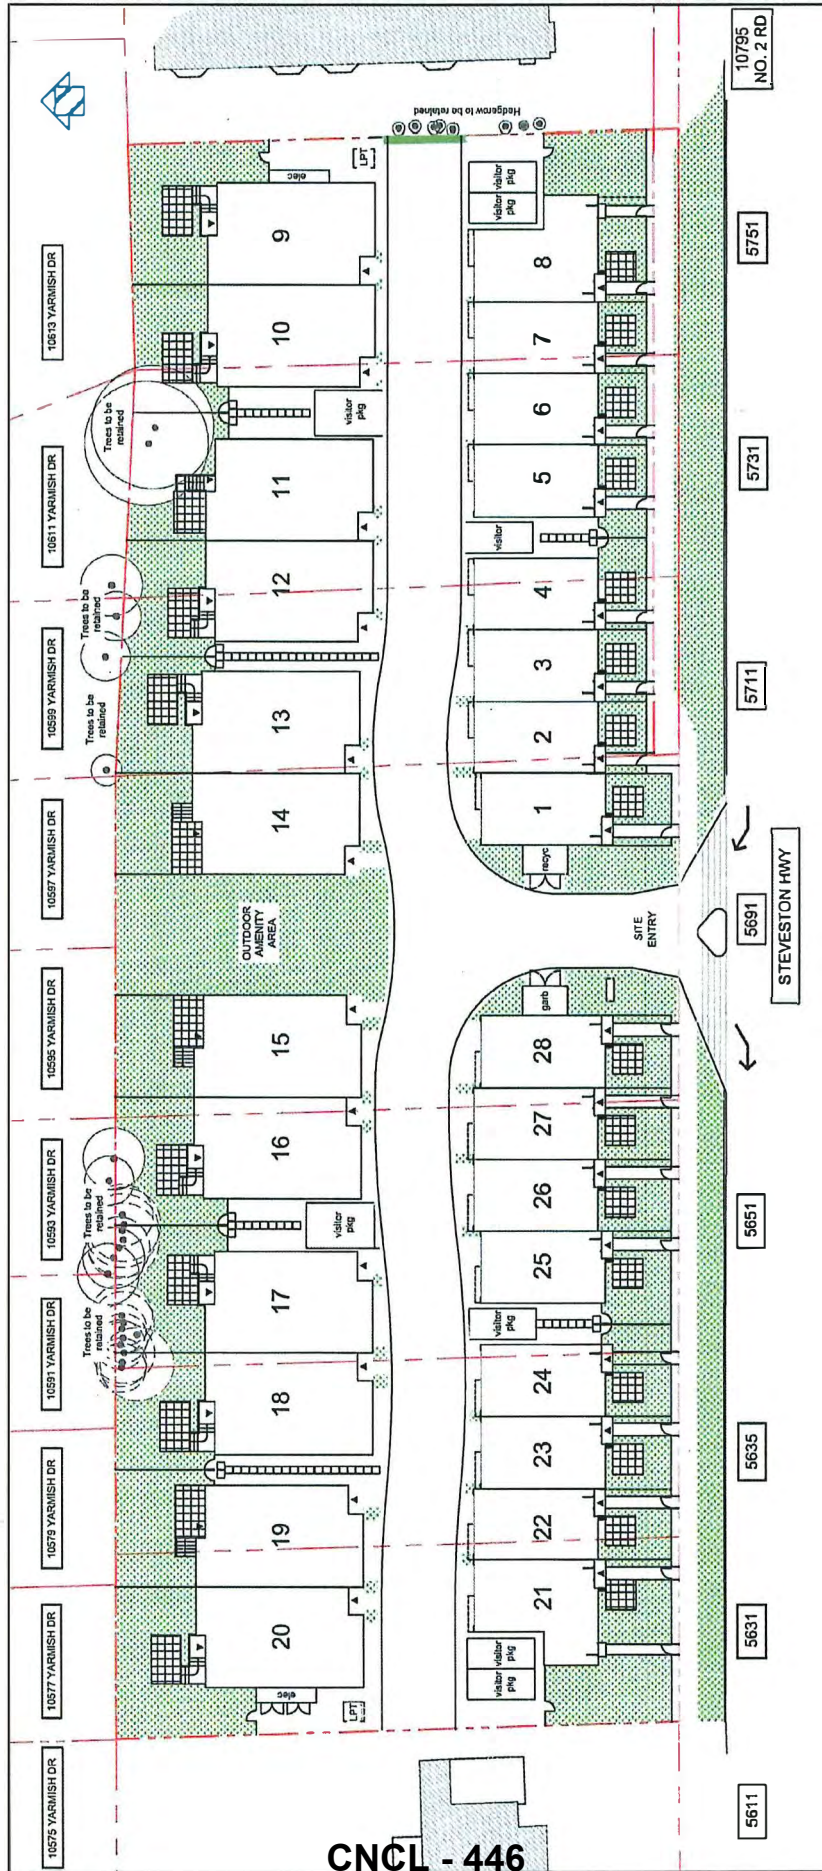 10575 YARMISH DR
10577 YARMISH DR
10579 YARMISH DR
10591 YARMISH DR
10593 YARMISH DR
10595 YARMISH DR
10597 YARMISH DR
10599 YARMISH DR
10611 YARMISH DR
10613 YARMISH DR
Trees to be
retained
Trees to be
retained
Trees to be
retained
Trees to be
retained
Trees to be
retained
20
19
18
17
16
15
OUTDOOR
AMENITY
AREA
14
13
12
11
10
9
elec
elec
LPT
visitor
pkg
visitor
pkg
LPT
Hedgerow to be retained
visitor
pkg
visitor
pkg
visitor
pkg
visitor
visitor
pkg
visitor
pkg
21
22
23
24
25
26
27
28
garb
recyc
1
2
3
4
5
6
7
8
SITE
ENTRY
5611
5631
5635
5651
5691
5711
5731
5751
10795
NO. 2 RD
STEVESTON HWY
CNCL - 446